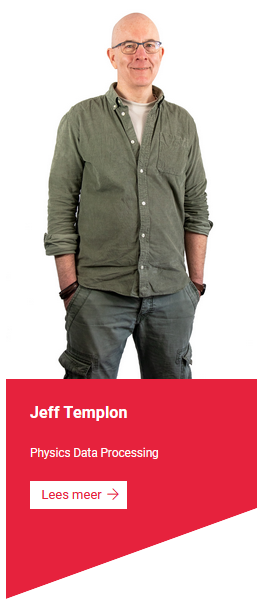 Jeff Templon
Physics Data Processing
Lees meer →